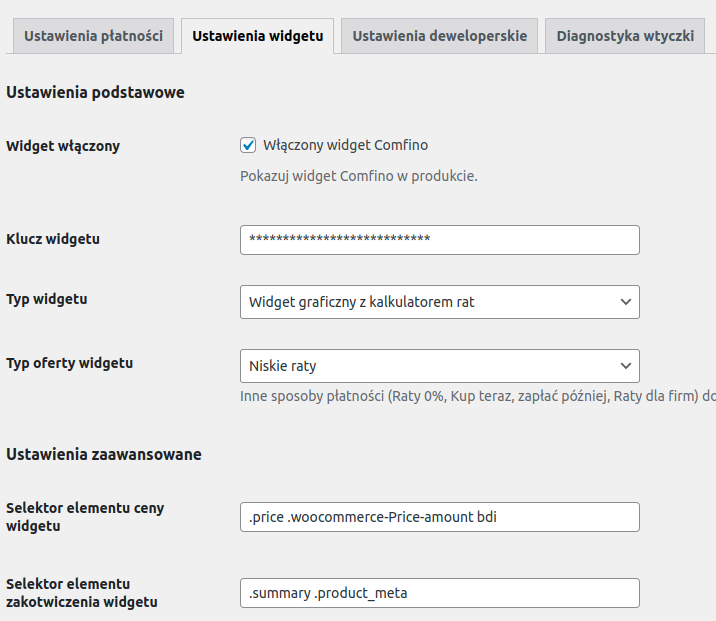 Ustawienia płatności Ustawienia widgetu Ustawienia deweloperskie Diagnostyka wtyczki
Ustawienia podstawowe
Widget włączony
Włączony widget Comfino
Pokazuj widget Comfino w produkcie.
Klucz widgetu
***************************
Typ widgetu
Widget graficzny z kalkulatorem rat
Typ oferty widgetu
Niskie raty
Inne sposoby płatności (Raty 0%, Kup teraz, zapłać później, Raty dla firm) do
Ustawienia zaawansowane
Selektor elementu ceny
widgetu
.price .woocommerce-Price-amount bdi
Selektor elementu
zakotwiczenia widgetu
.summary .product_meta